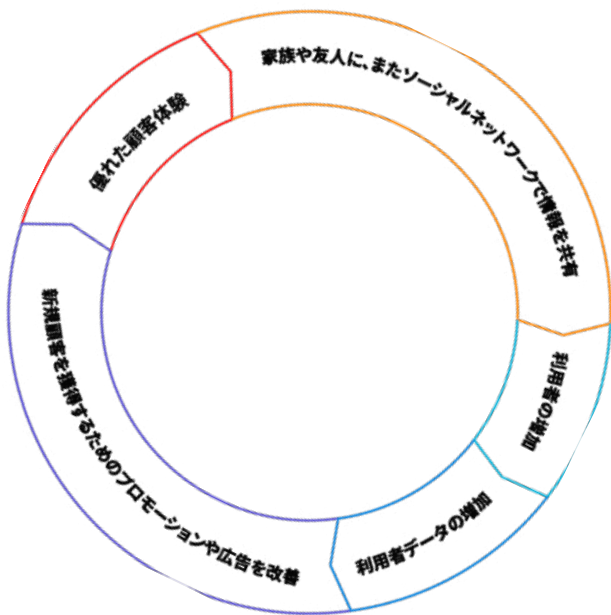 優れた顧客体験
家族や友人に、またソーシャルネットワークで情報を共有
利用者の増加
利用者データの増加
新規顧客を獲得するためのプロモーションや広告を改善